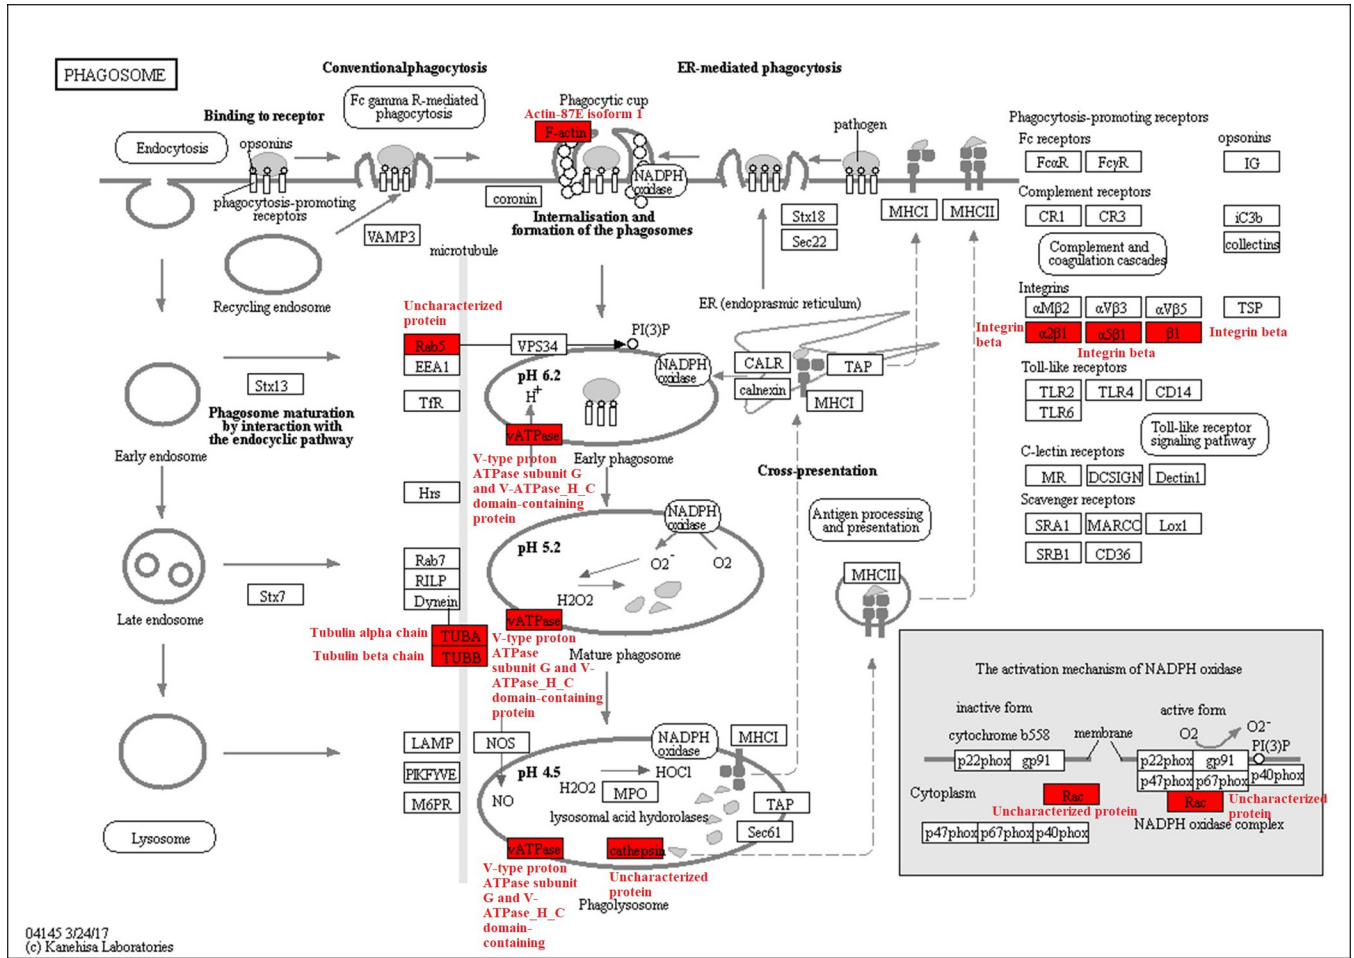 PHAGOSOME
Conventionalphagocytosis
ER-mediated phagocytosis
Fc gamma R-mediated
phagocytosis
Phagocytic cup
Actin-87E isoform 1
F-actin
Binding to receptor
Endocytosis
opsonins
phagocytosis-promoting
receptors
coronin
NADPH
oxidase
pathogen
Internalisation and
formation of the phagosomes
Stx18
Sec22
MHCI
MHCII
VAMP3
microtubule
Recycling endosome
ER (endoprasmic reticulum)
Phagocytosis-promoting receptors
Fc receptors
opsonins
FcαR
FcγR
IG
Complement receptors
CR1
CR3
iC3b
collectins
Complement and
coagulation cascades
Integrins
αMβ2
αVβ3
αVβ5
TSP
Integrin
beta
α2β1
α5β1
β1
Integrin beta
Integrin beta
Toll-like receptors
TLR2
TLR4
CD14
TLR6
Toll-like receptor
signaling pathway
C-lectin receptors
MR
DCSIGN
Dectin1
Scavenger receptors
SRA1
MARCO
Lox1
SRB1
CD36
Uncharacterized
protein
Rab5
EEA1
VPS34
PI(3)P
TfR
Stx13
Phagosome maturation
by interaction with
the endocyclic pathway
Early endosome
pH 6.2
H+
NADPH
oxidase
vATPase
Early phagosome
CALR
calnexin
TAP
MHCI
V-type proton
ATPase subunit G
and V-ATPase_H_C
domain-containing
protein
Cross-presentation
Hrs
Antigen processing
and presentation
NADPH
oxidase
pH 5.2
O2-
O2
H2O2
vATPase
Mature phagosome
MHCII
Rab7
RILP
Dynein
Stx7
Late endosome
Tubulin alpha chain
TUBA
Tubulin beta chain
TUBB
V-type proton
ATPase
subunit G and V-
ATPase_H_C
domain-containing
protein
LAMP
PIKFYVE
M6PR
NOS
NO
pH 4.5
NADPH
oxidase
MHCI
H2O2
HOCl
MPO
lysosomal acid hydorolases
TAP
Sec61
vATPase
cathepsin
V-type proton
ATPase subunit
G and V-
ATPase_H_C
domain-
containing
Uncharacterized
protein
Phagolysosome
Lysosome
The activation mechanism of NADPH oxidase
inactive form
active form
cytochrome b558
membrane
O2
O2-
PI(3)P
p22phox
gp91
p22phox
gp91
p47phox
p67phox
p40phox
Cytoplasm
Rac
Uncharacterized protein
Rac
Uncharacterized
protein
p47phox
p67phox
p40phox
NADPH oxidase complex
04145 3/24/17
(c) Kanehisa Laboratories